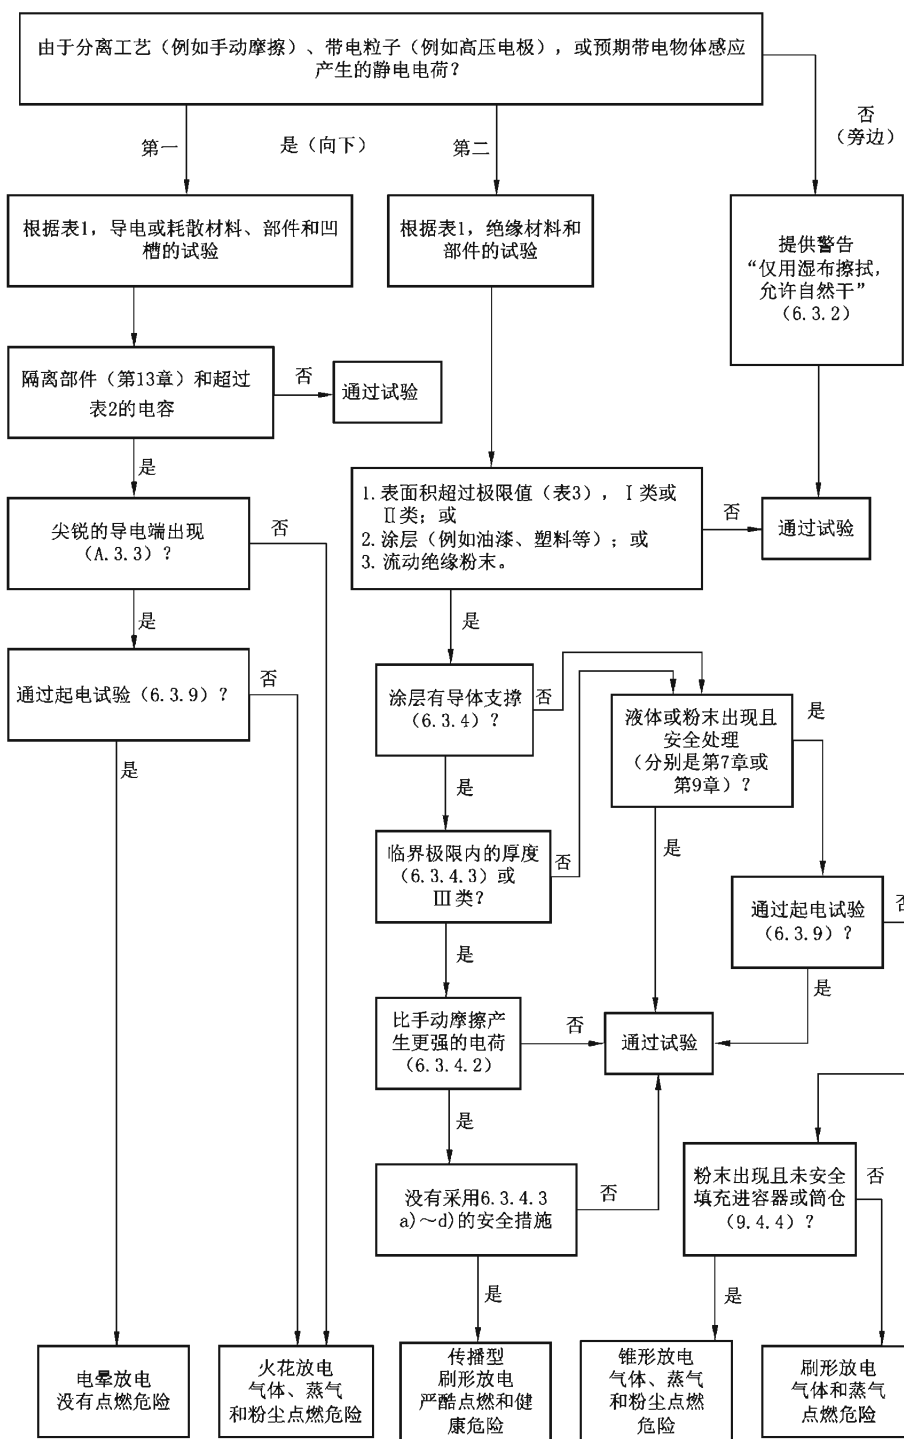 由于分离工艺（例如手动摩擦）、带电粒子（例如高压电极），或预期带电物体感应
产生的静电电荷？
否
（旁边）
第一
是（向下）
第二
根据表1，导电或耗散材料、部件和凹
槽的试验
根据表1，绝缘材料和
部件的试验
提供警告
“仅用湿布擦拭，
允许自然干”
（6.3.2）
隔离部件（第13章）和超过
表2的电容
否
通过试验
是
1. 表面积超过极限值（表3），Ⅰ类或
Ⅱ类；或
2. 涂层（例如油漆、塑料等）；或
3. 流动绝缘粉末。
否
通过试验
尖锐的导电端出现
（A.3.3）？
否
是
是
通过起电试验（6.3.9）？
否
是
涂层有导体支撑
（6.3.4）？
否
是
液体或粉末出现且
安全处理
（分别是第7章或
第9章）？
是
是
临界极限内的厚度
（6.3.4.3）或
Ⅲ类？
否
是
通过起电试验
（6.3.9）？
否
是
比手动摩擦产
生更强的电荷
（6.3.4.2）
否
通过试验
是
没有采用6.3.4.3
a)～d)的安全措施
否
是
粉末出现且未安全
填充进容器或筒仓
（9.4.4）？
否
是
电晕放电
没有点燃危险
火花放电
气体、蒸气
和粉尘点燃危险
传播型
刷形放电
严酷点燃和健
康危险
锥形放电
气体、蒸气
和粉尘点燃
危险
刷形放电
气体和蒸气
点燃危险